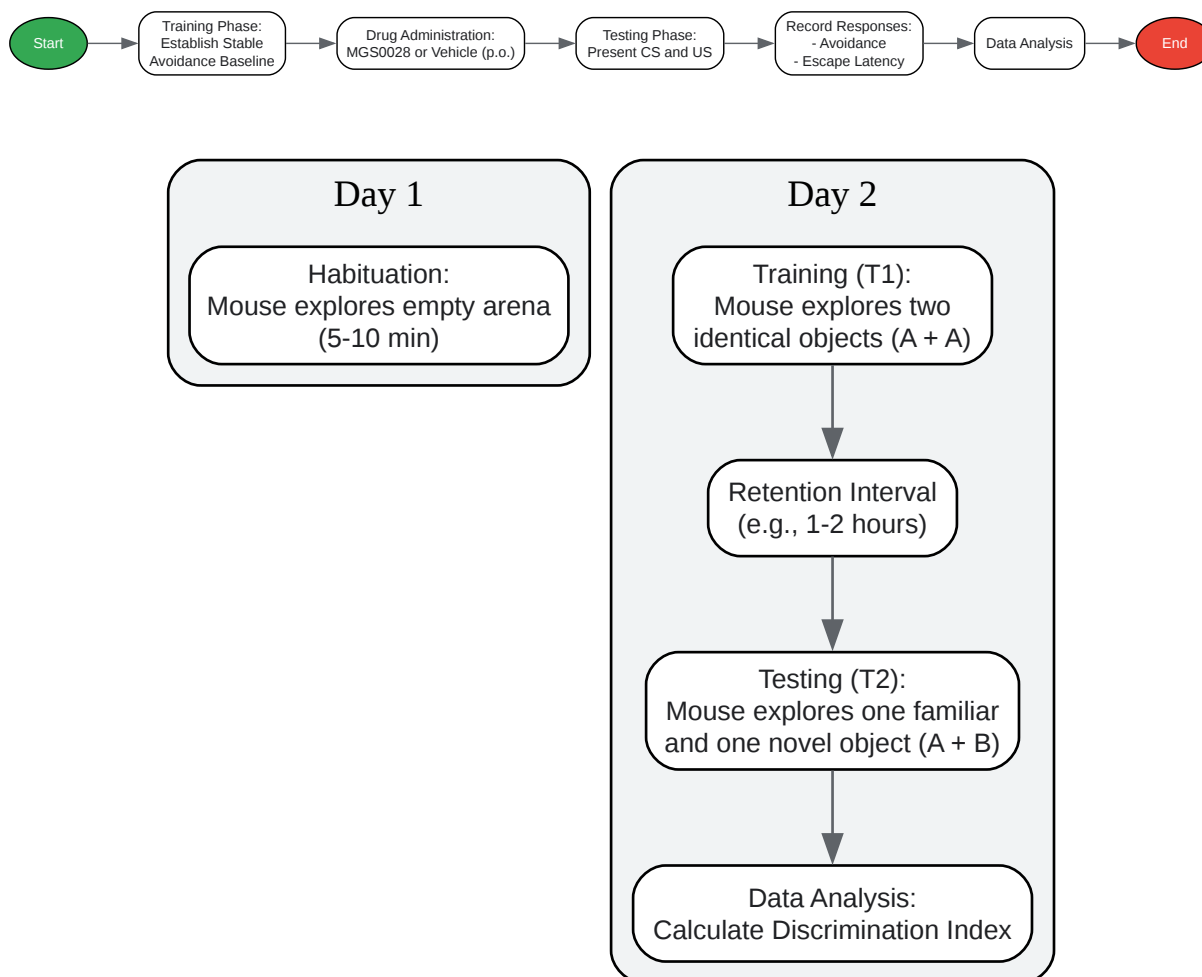 Start
Training Phase:
Establish Stable
Avoidance Baseline
Drug Administration:
MGS0028 or Vehicle (p.o.)
Testing Phase:
Present CS and US
Record Responses:
- Avoidance
- Escape Latency
Data Analysis
End
Day 1
Habituation:
Mouse explores empty arena
(5-10 min)
Day 2
Training (T1):
Mouse explores two
identical objects (A + A)
Retention Interval
(e.g., 1-2 hours)
Testing (T2):
Mouse explores one familiar
and one novel object (A + B)
Data Analysis:
Calculate Discrimination Index